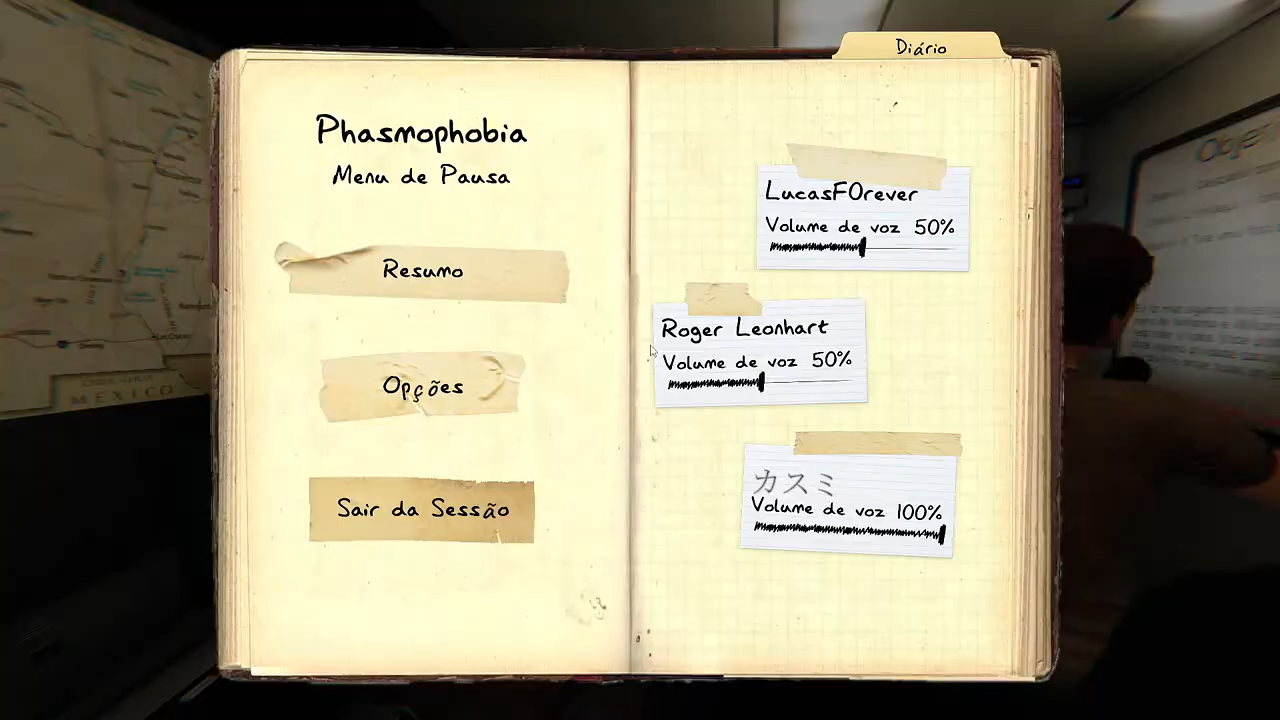 Diário
Phasmophobia
Menu de Pausa
Resumo
Opções
Sair da Sessão
LucasF0rever
Volume de voz 50%
Roger Leonhart
Volume de voz 50%
カスミ
Volume de voz 100%
MEXICO